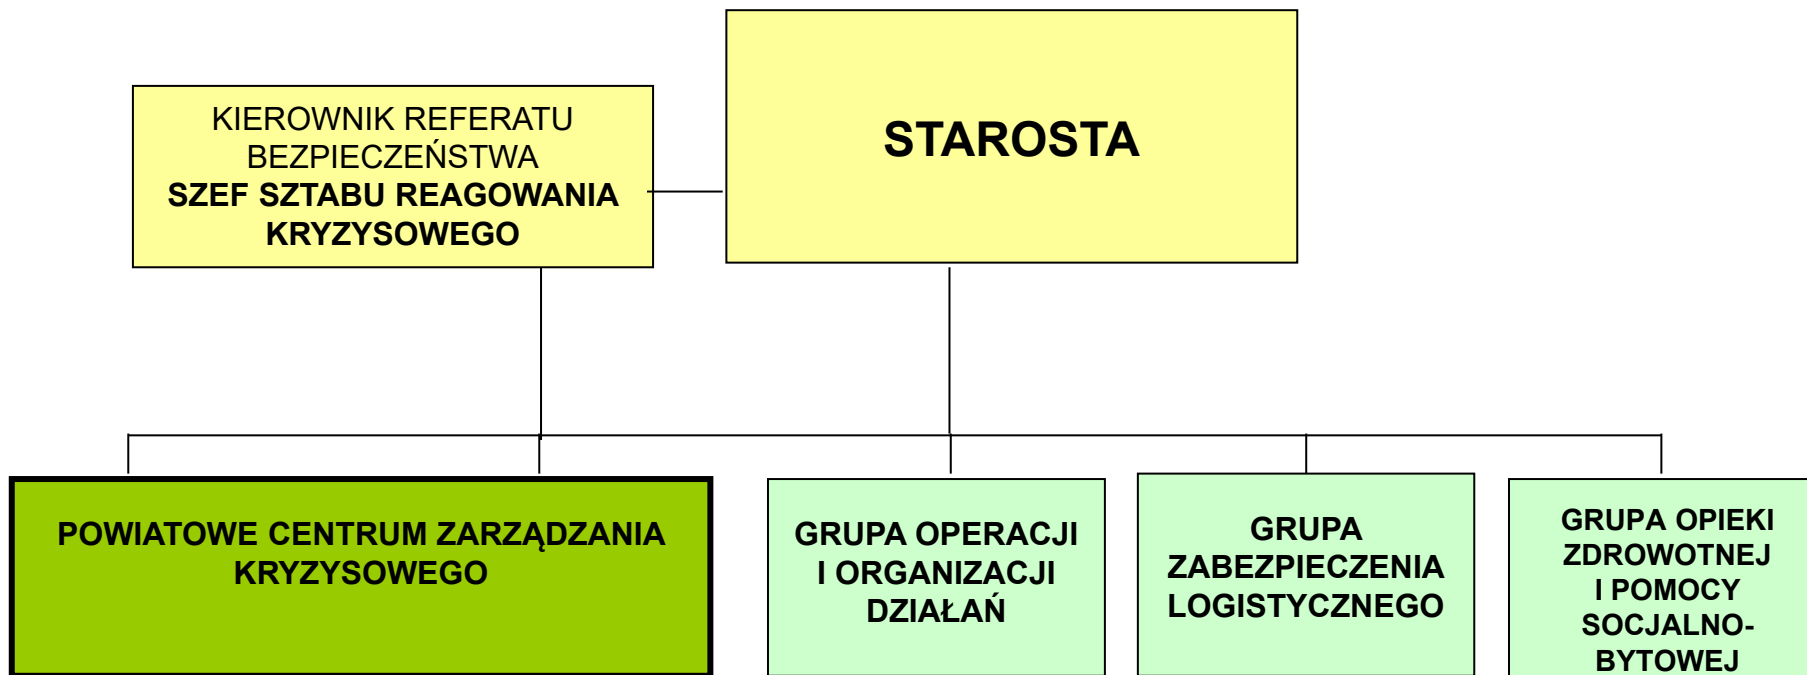 STAROSTA
KIEROWNIK REFERATU
BEZPIECZEŃSTWA
SZEF SZTABU REAGOWANIA
KRYZYSOWEGO
POWIATOWE CENTRUM ZARZĄDZANIA
KRYZYSOWEGO
GRUPA OPERACJI
I ORGANIZACJI
DZIAŁAŃ
GRUPA
ZABEZPIECZENIA
LOGISTYCZNEGO
GRUPA OPIEKI
ZDROWOTNEJ
I POMOCY
SOCJALNO-
BYTOWEJ